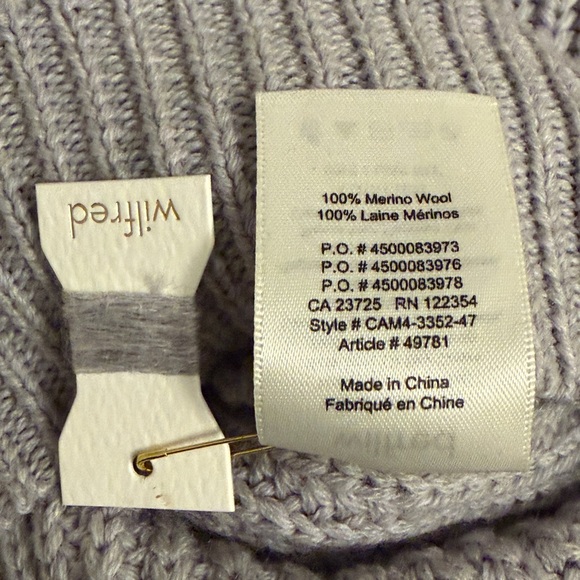 wilfred
100% Merino Wool
100% Laine Mérinos
P.O. # 4500083973
P.O. # 4500083976
P.O. # 4500083978
CA 23725 RN 122354
Style # CAM4-3352-47
Article # 49781
Made in China
Fabriqué en Chine
wilfred